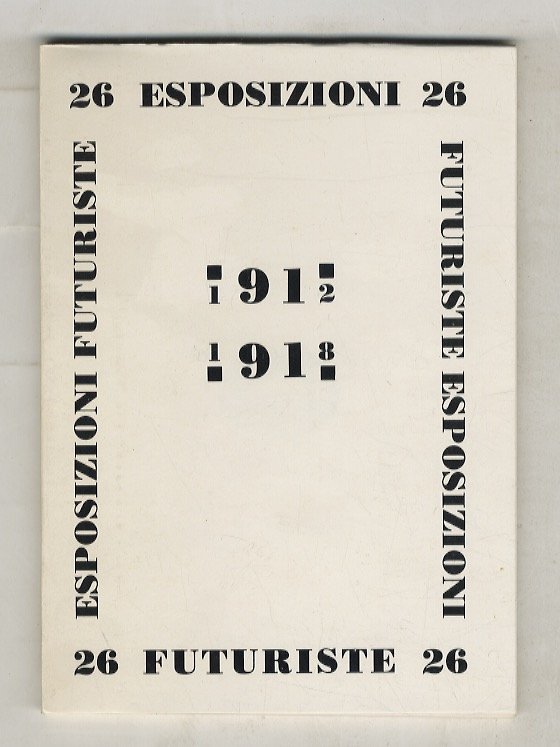 26 ESPOSIZIONI 26
ESPOSIZIONI FUTURISTE
FUTURISTE ESPOSIZIONI
1912
1918
26 FUTURISTE 26